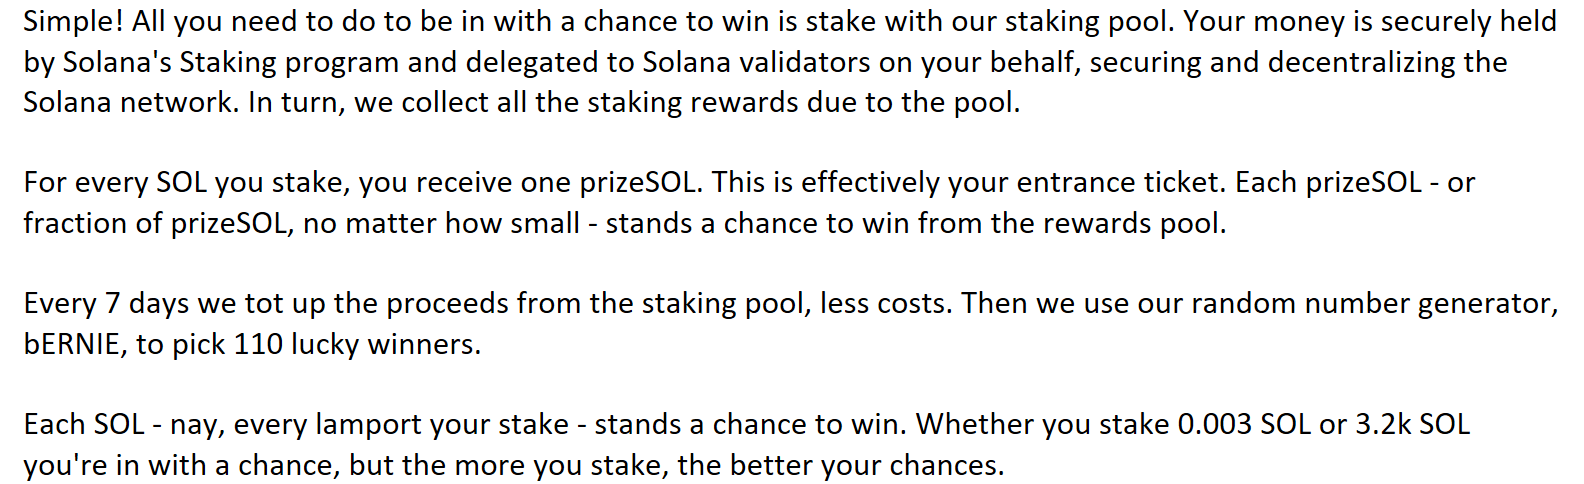 Simple! All you need to do to be in with a chance to win is stake with our staking pool. Your money is securely held
by Solana's Staking program and delegated to Solana validators on your behalf, securing and decentralizing the
Solana network. In turn, we collect all the staking rewards due to the pool.
For every SOL you stake, you receive one prizeSOL. This is effectively your entrance ticket. Each prizeSOL - or
fraction of prizeSOL, no matter how small - stands a chance to win from the rewards pool.
Every 7 days we tot up the proceeds from the staking pool, less costs. Then we use our random number generator,
bERNIE, to pick 110 lucky winners.
Each SOL - nay, every lamport your stake - stands a chance to win. Whether you stake 0.003 SOL or 3.2k SOL
you're in with a chance, but the more you stake, the better your chances.